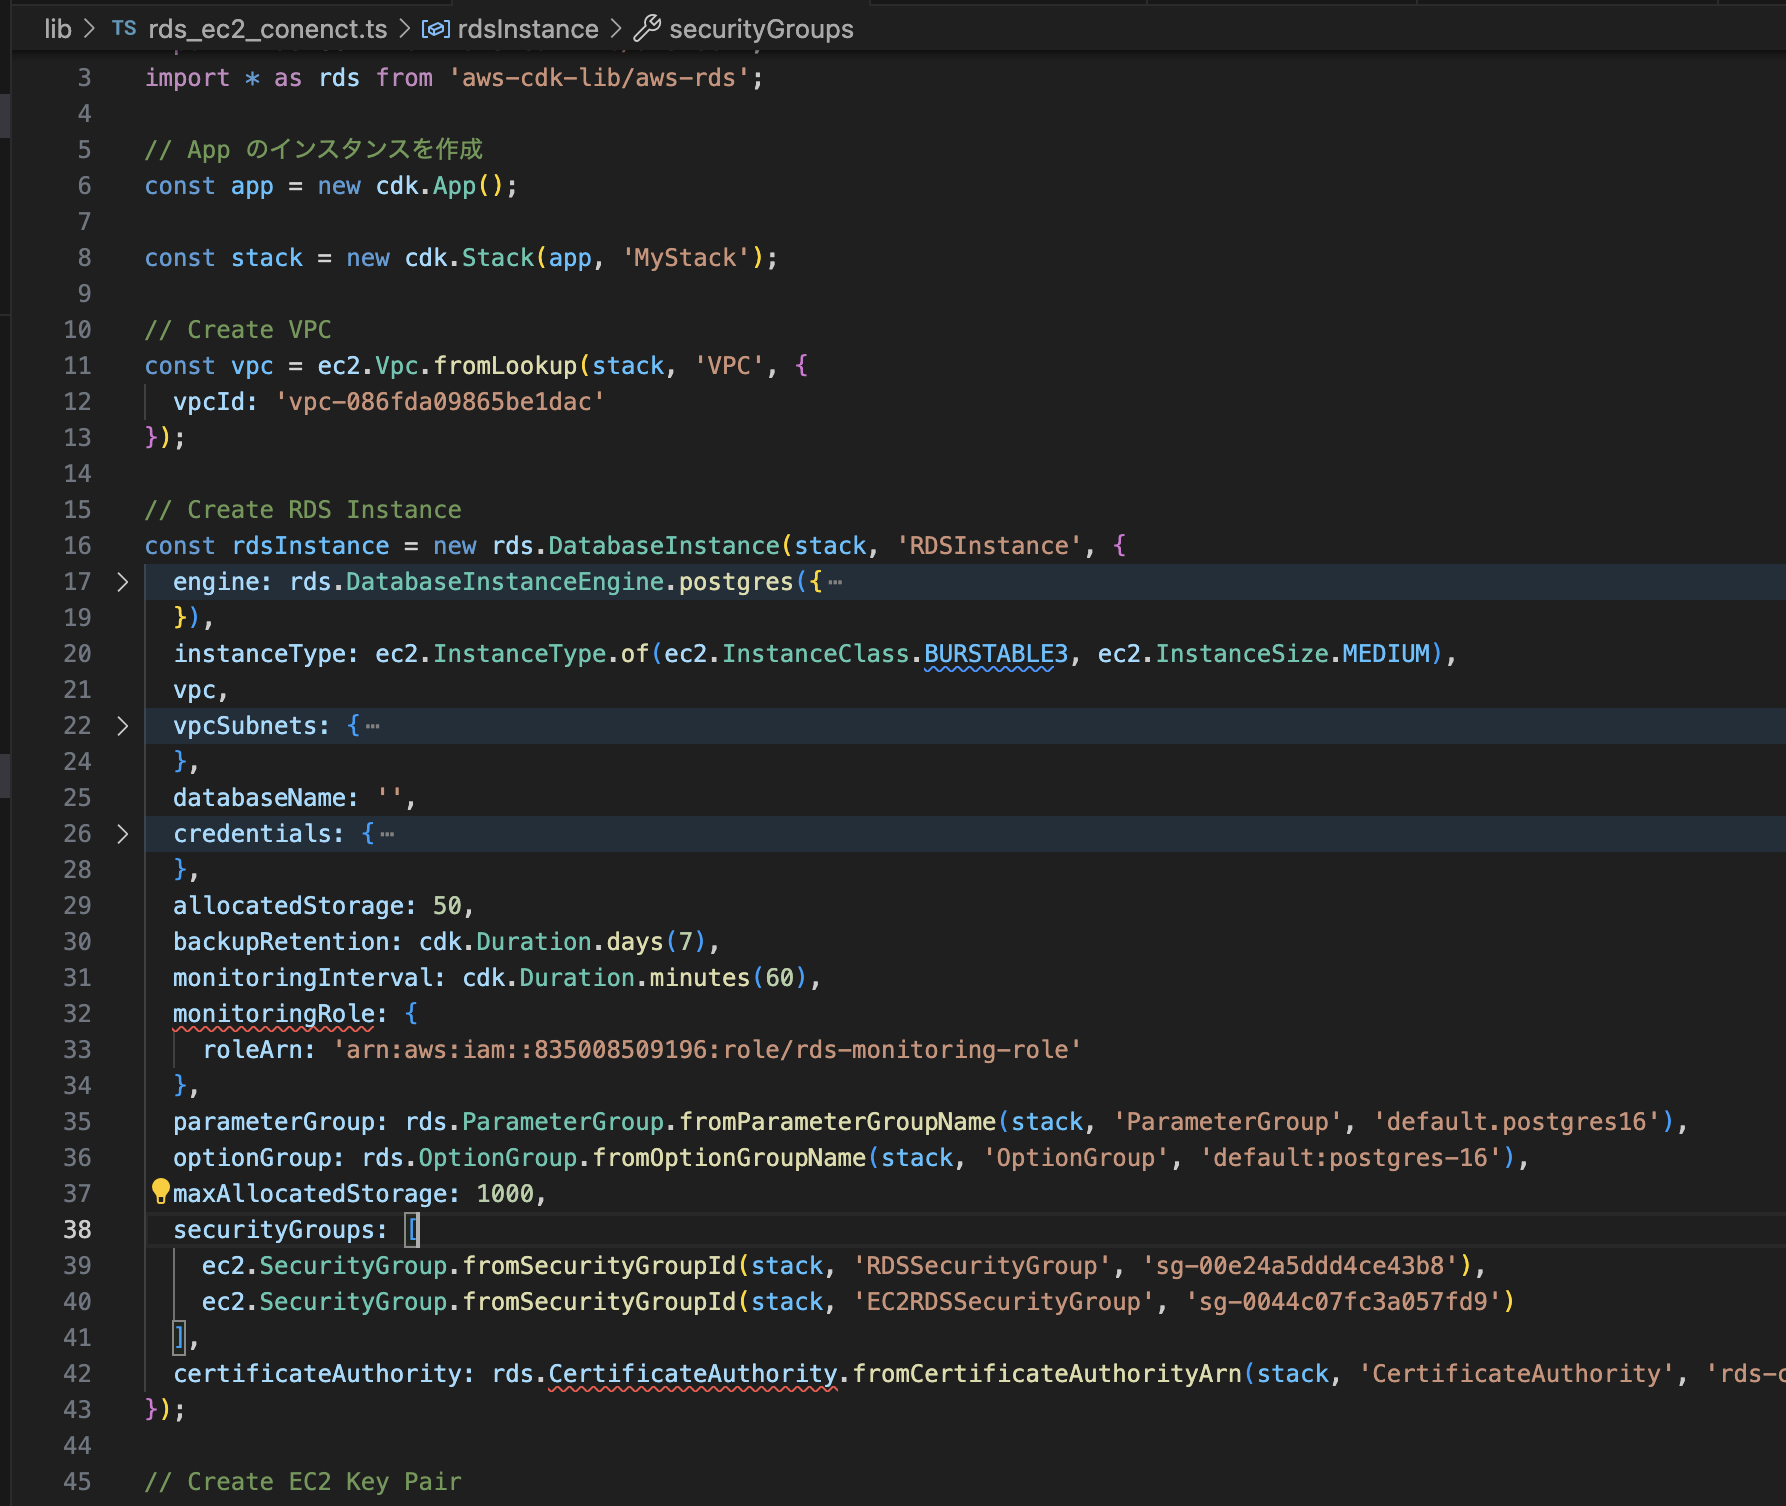 lib > TS rds_ec2_conenct.ts > rdsInstance > securityGroups
3 import * as rds from 'aws-cdk-lib/aws-rds';
4
5 // App のインスタンスを作成
6 const app = new cdk.App();
7
8 const stack = new cdk.Stack(app, 'MyStack');
9
10 // Create VPC
11 const vpc = ec2.Vpc.fromLookup(stack, 'VPC', {
12 vpcId: 'vpc-086fda09865be1dac'
13 });
14
15 // Create RDS Instance
16 const rdsInstance = new rds.DatabaseInstance(stack, 'RDSInstance', {
17 > engine: rds.DatabaseInstanceEngine.postgres({ ⋯
19 }),
20 instanceType: ec2.InstanceType.of(ec2.InstanceClass.BURSTABLE3, ec2.InstanceSize.MEDIUM),
21 vpc,
22 > vpcSubnets: { ⋯
24 },
25 databaseName: '',
26 > credentials: { ⋯
28 },
29 allocatedStorage: 50,
30 backupRetention: cdk.Duration.days(7),
31 monitoringInterval: cdk.Duration.minutes(60),
32 monitoringRole: {
33 roleArn: 'arn:aws:iam::835008509196:role/rds-monitoring-role'
34 },
35 parameterGroup: rds.ParameterGroup.fromParameterGroupName(stack, 'ParameterGroup', 'default.postgres16'),
36 optionGroup: rds.OptionGroup.fromOptionGroupName(stack, 'OptionGroup', 'default:postgres-16'),
37 maxAllocatedStorage: 1000,
38 securityGroups: [
39 ec2.SecurityGroup.fromSecurityGroupId(stack, 'RDSSecurityGroup', 'sg-00e24a5ddd4ce43b8'),
40 ec2.SecurityGroup.fromSecurityGroupId(stack, 'EC2RDSSecurityGroup', 'sg-0044c07fc3a057fd9')
41 ],
42 certificateAuthority: rds.CertificateAuthority.fromCertificateAuthorityArn(stack, 'CertificateAuthority', 'rds-c
43 });
44
45 // Create EC2 Key Pair